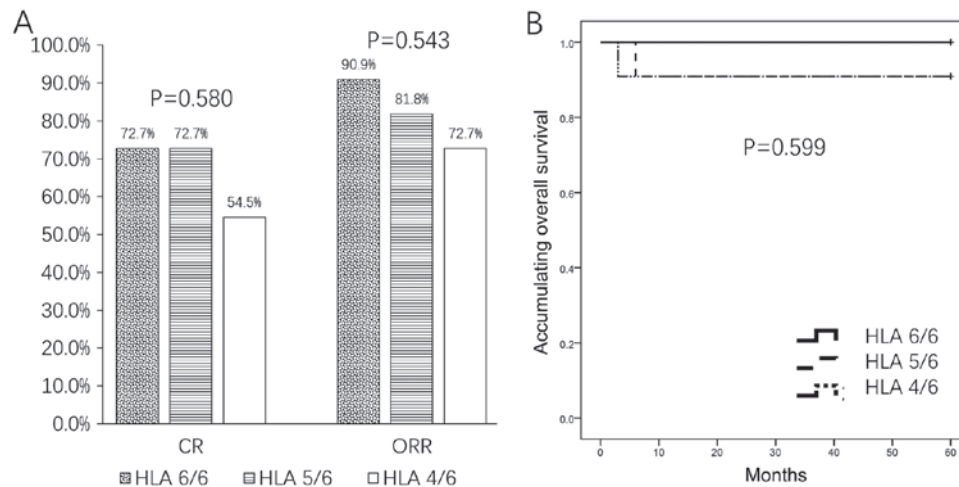 A
P=0.580
P=0.543
100.0%
90.0%
80.0%
70.0%
60.0%
50.0%
40.0%
30.0%
20.0%
10.0%
0.0%
72.7%
72.7%
54.5%
90.9%
81.8%
72.7%
CR
ORR
HLA 6/6
HLA 5/6
HLA 4/6
B
Accumulating overall survival
1.0
0.8
0.6
0.4
0.2
0.0
P=0.599
HLA 6/6
HLA 5/6
HLA 4/6
0
10
20
30
40
50
60
Months